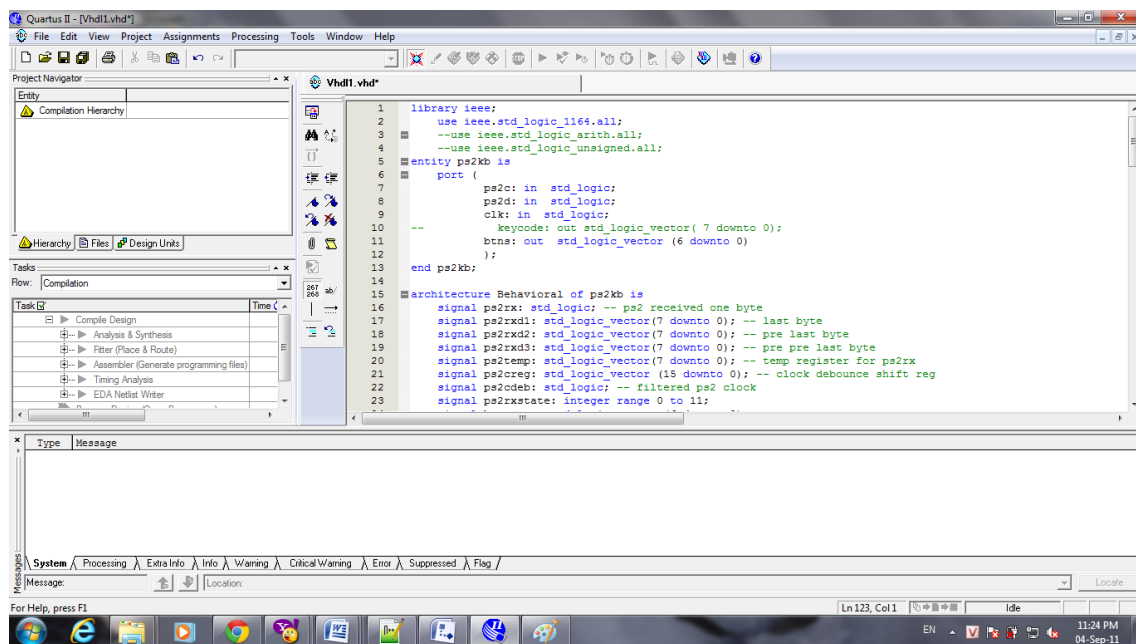 Quartus II - [Vhdl1.vhd*]
File Edit View Project Assignments Processing Tools Window Help
Project Navigator
Entity
Compilation Hierarchy
Hierarchy Files Design Units
Tasks
Flow: Compilation
Task Time
Compile Design
Analysis & Synthesis
Fitter (Place & Route)
Assembler (Generate programming files)
Timing Analysis
EDA Netlist Writer
Vhdl1.vhd*
267
268 ab/
1 library ieee;
2 use ieee.std_logic_1164.all;
3 --use ieee.std_logic_arith.all;
4 --use ieee.std_logic_unsigned.all;
5 entity ps2kb is
6 port (
7 ps2c: in std_logic;
8 ps2d: in std_logic;
9 clk: in std_logic;
10 -- keycode: out std_logic_vector( 7 downto 0);
11 btns: out std_logic_vector (6 downto 0)
12 );
13 end ps2kb;
14
15 architecture Behavioral of ps2kb is
16 signal ps2rx: std_logic; -- ps2 received one byte
17 signal ps2rxd1: std_logic_vector(7 downto 0); -- last byte
18 signal ps2rxd2: std_logic_vector(7 downto 0); -- pre last byte
19 signal ps2rxd3: std_logic_vector(7 downto 0); -- pre pre last byte
20 signal ps2temp: std_logic_vector(7 downto 0); -- temp register for ps2rx
21 signal ps2creg: std_logic_vector (15 downto 0); -- clock debounce shift reg
22 signal ps2cdeb: std_logic; -- filtered ps2 clock
23 signal ps2rxstate: integer range 0 to 11;
Type Message
Messages
System Processing Extra Info Info Warning Critical Warning Error Suppressed Flag
Message: Location: Locate
For Help, press F1 Ln 123, Col 1 Idle
EN 11:24 PM
04-Sep-11